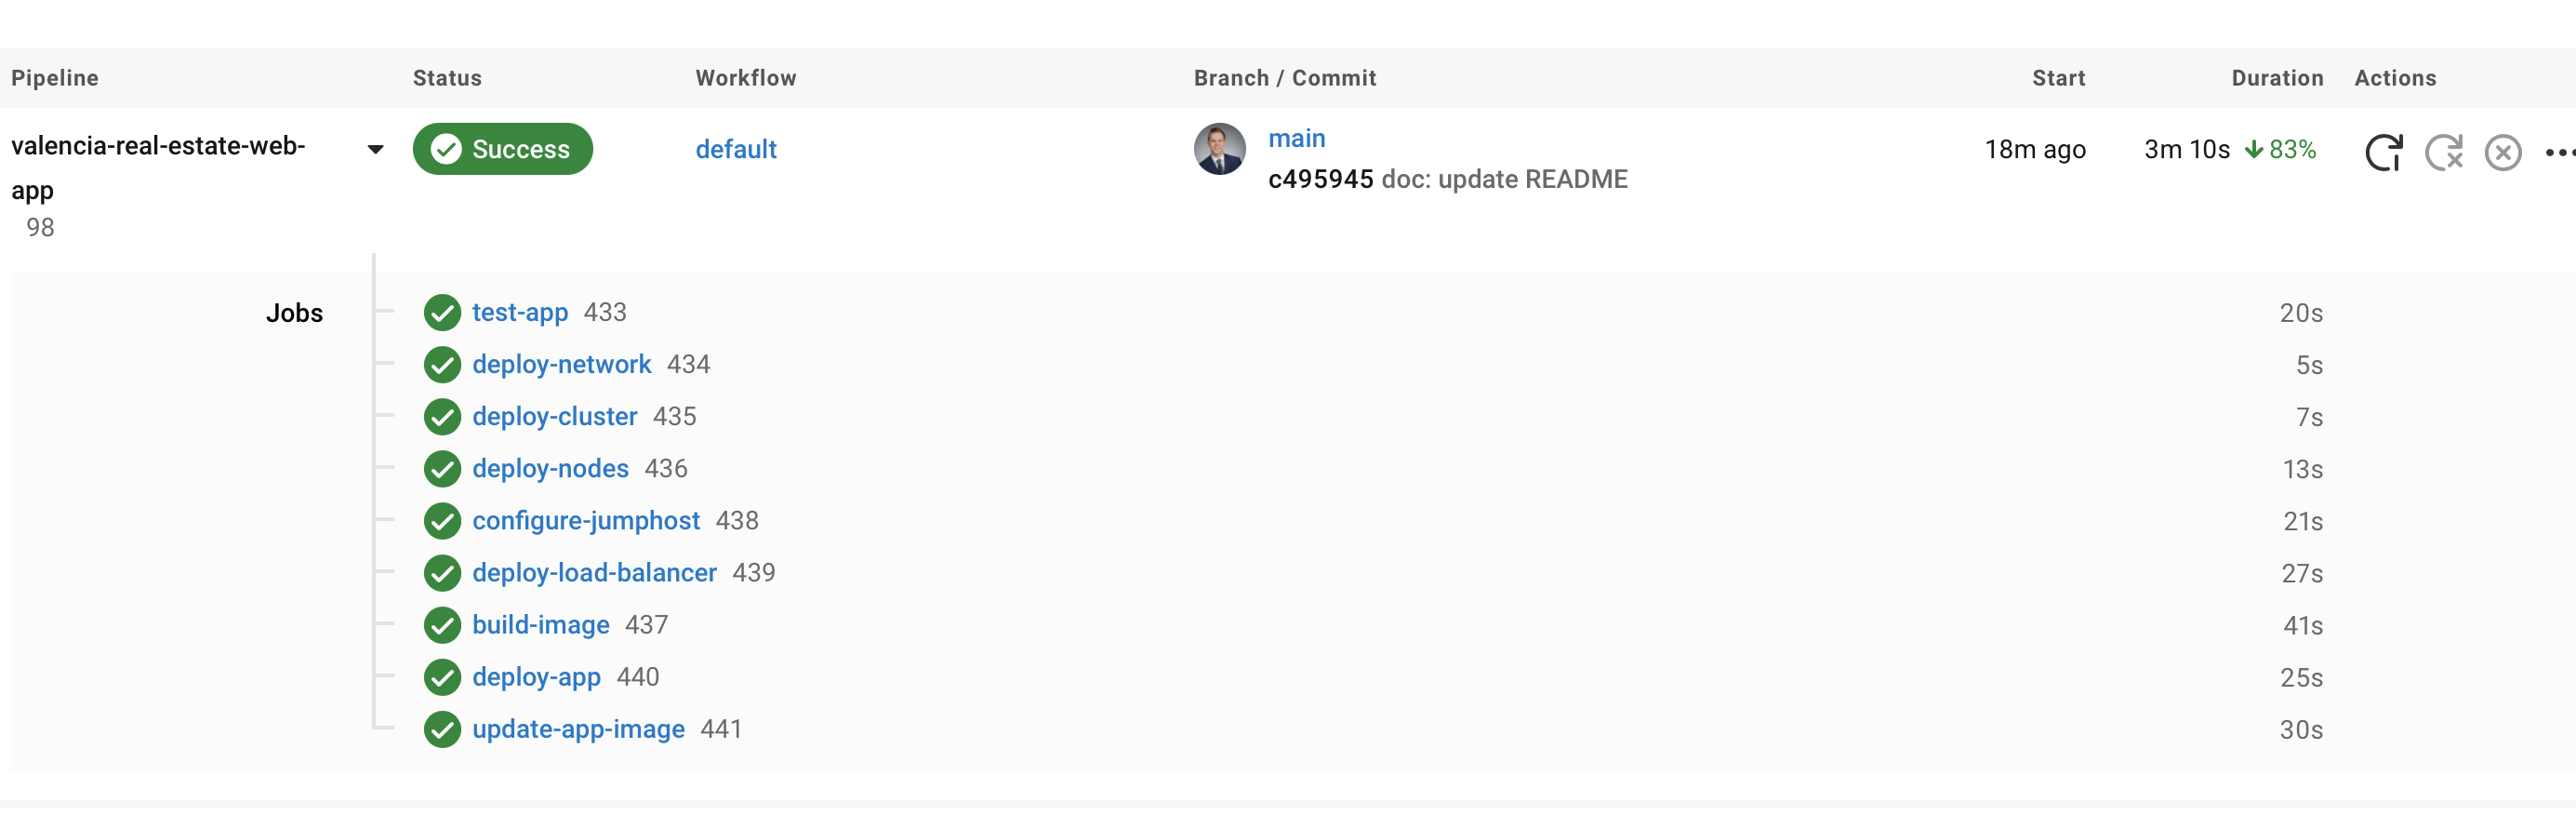 Pipeline Status Workflow Branch / Commit Start Duration Actions
valencia-real-estate-web- Success default main 18m ago 3m 10s 83%
app c495945 doc: update README
98
Jobs test-app 433 20s
deploy-network 434 5s
deploy-cluster 435 7s
deploy-nodes 436 13s
configure-jumphost 438 21s
deploy-load-balancer 439 27s
build-image 437 41s
deploy-app 440 25s
update-app-image 441 30s